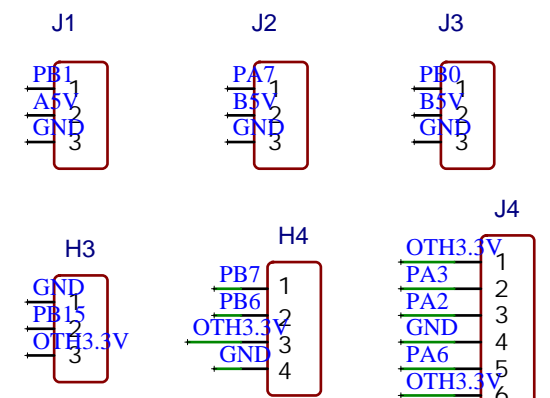 J1 J2 J3
PB1 1 PA7 1 PB0 1
A5V 2 B5V 2 B5V 2
GND 3 GND 3 GND 3
J4
H3 H4
OTH3.3V 1
PB7 1 PA3 2
GND 1 PB6 2 PA2 3
PB15 2 OTH3.3V 3 GND 4
OTH3.3V 3 GND 4 PA6 5
OTH3.3V 6